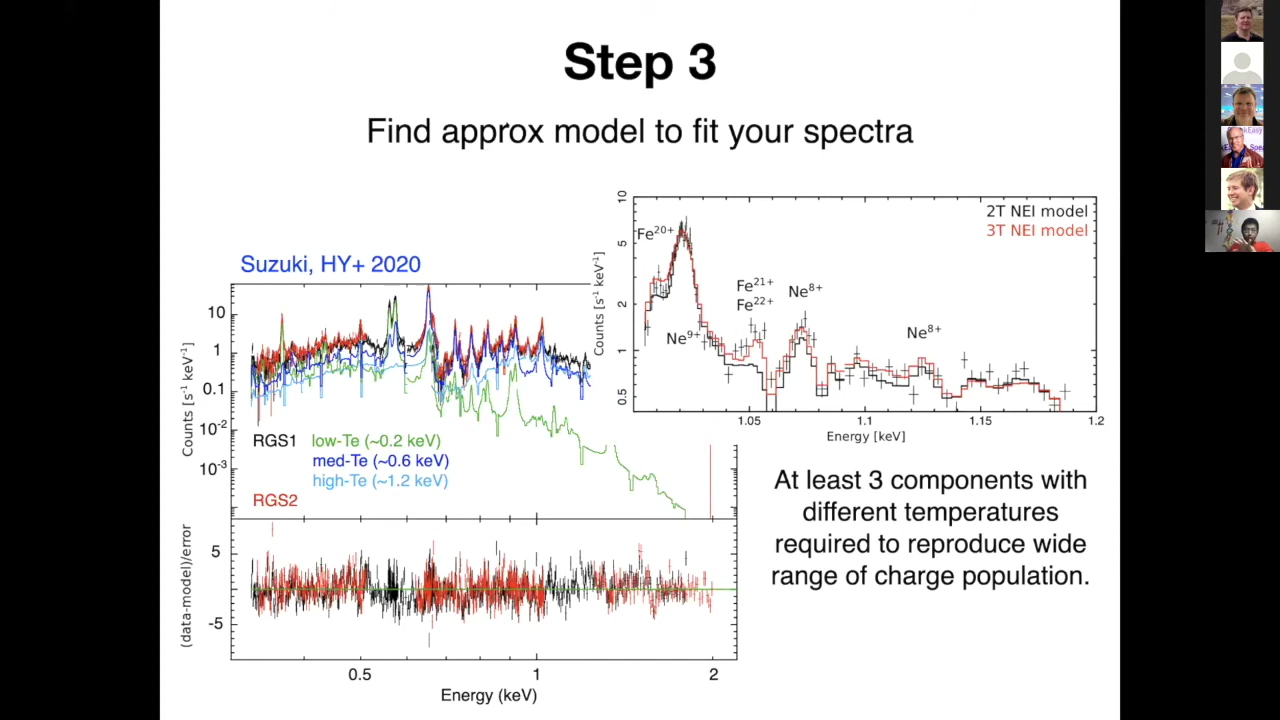 Step 3
Find approx model to fit your spectra
Suzuki, HY+ 2020
10
1
0.1
10⁻²
10⁻³
Counts [s⁻¹ keV⁻¹]
RGS1
low-Te (~0.2 keV)
med-Te (~0.6 keV)
high-Te (~1.2 keV)
RGS2
5
-5
(data-model)/error
0.5
1
2
Energy (keV)
10
5
2
1
0.5
Counts [s⁻¹ keV⁻¹]
2T NEI model
3T NEI model
Fe²⁰⁺
Ne⁹⁺
Fe²¹⁺
Fe²²⁺
Ne⁸⁺
Ne⁸⁺
1.05
1.11
1.15
1.2
Energy [keV]
At least 3 components with
different temperatures
required to reproduce wide
range of charge population.